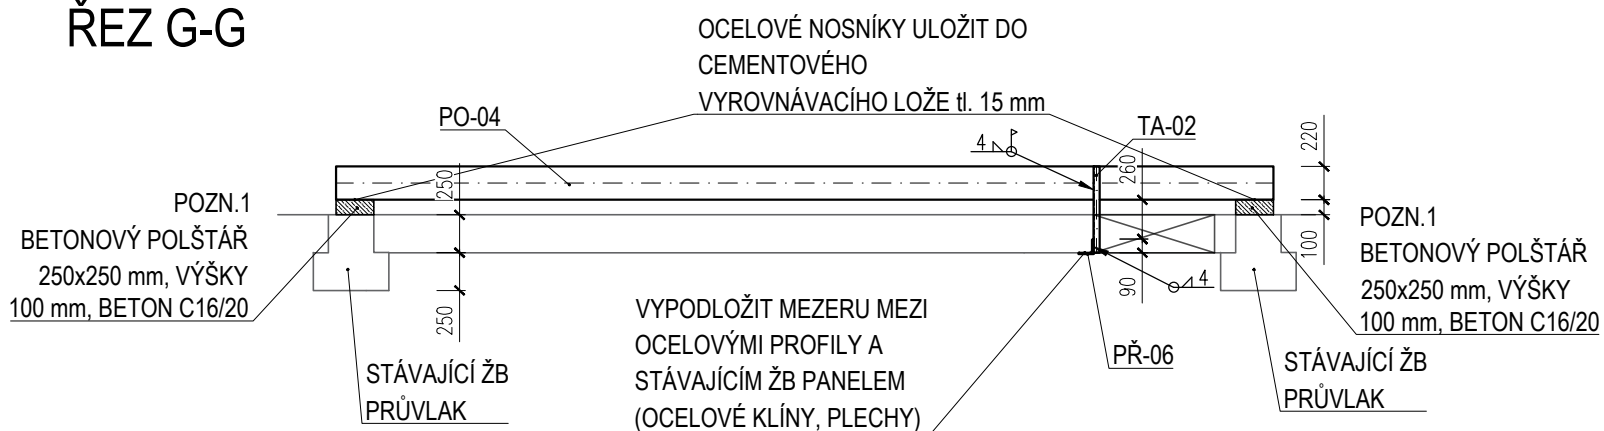 ŘEZ G-G
OCELOVÉ NOSNÍKY ULOŽIT DO
CEMENTOVÉHO
VYROVNÁVACÍHO LOŽE tl. 15 mm
PO-04
TA-02
4
220
260
250
POZN.1
BETONOVÝ POLŠTÁŘ
250x250 mm, VÝŠKY
100 mm, BETON C16/20
100
POZN.1
BETONOVÝ POLŠTÁŘ
250x250 mm, VÝŠKY
100 mm, BETON C16/20
250
90
4
VYPODLOŽIT MEZERU MEZI
OCELOVÝMI PROFILY A
STÁVAJÍCÍM ŽB PANELEM
(OCELOVÉ KLÍNY, PLECHY)
PŘ-06
STÁVAJÍCÍ ŽB
PRŮVLAK
STÁVAJÍCÍ ŽB
PRŮVLAK